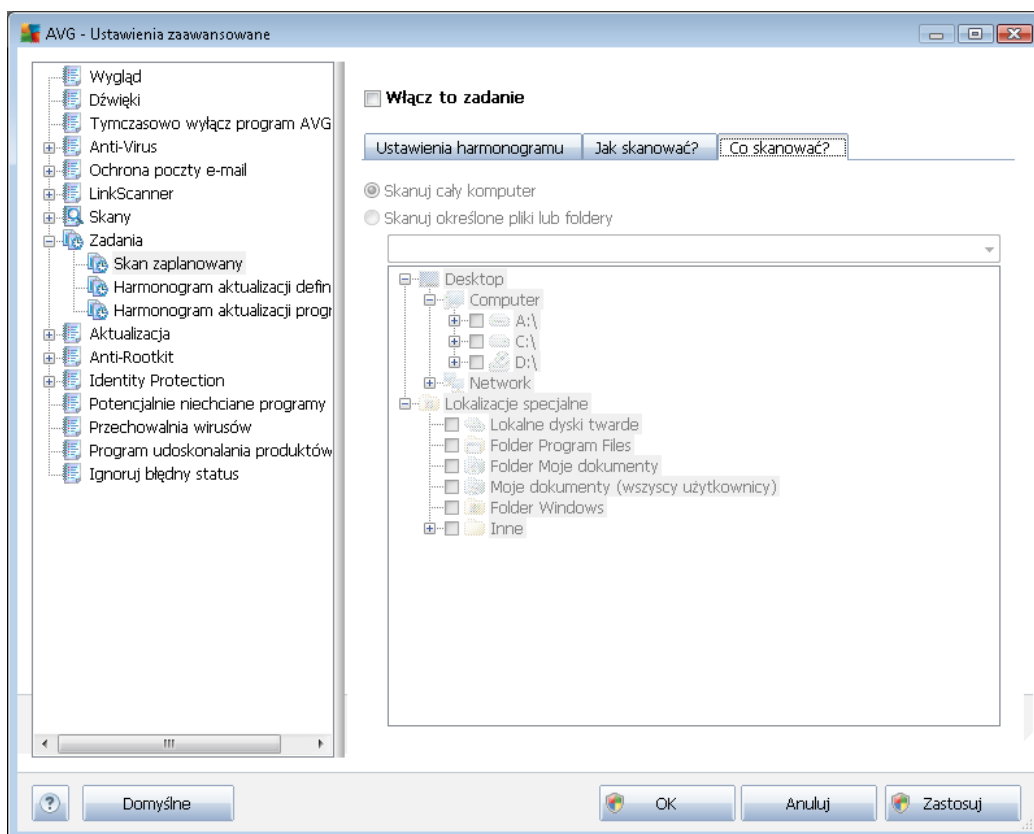 AVG - Ustawienia zaawansowane
Wygląd
Dźwięki
Tymczasowo wyłącz program AVG
Anti-Virus
Ochrona poczty e-mail
LinkScanner
Skany
Zadania
Skan zaplanowany
Harmonogram aktualizacji defin
Harmonogram aktualizacji progr
Aktualizacja
Anti-Rootkit
Identity Protection
Potencjalnie niechciane programy
Przechowalnia wirusów
Program udoskonalania produktów
Ignoruj błędny status
Włącz to zadanie
Ustawienia harmonogramu
Jak skanować?
Co skanować?
Skanuj cały komputer
Skanuj określone pliki lub foldery
Desktop
Computer
A:\
C:\
D:\
Network
Lokalizacje specjalne
Lokalne dyski twarde
Folder Program Files
Folder Moje dokumenty
Moje dokumenty (wszyscy użytkownicy)
Folder Windows
Inne
?
Domyślne
OK
Anuluj
Zastosuj